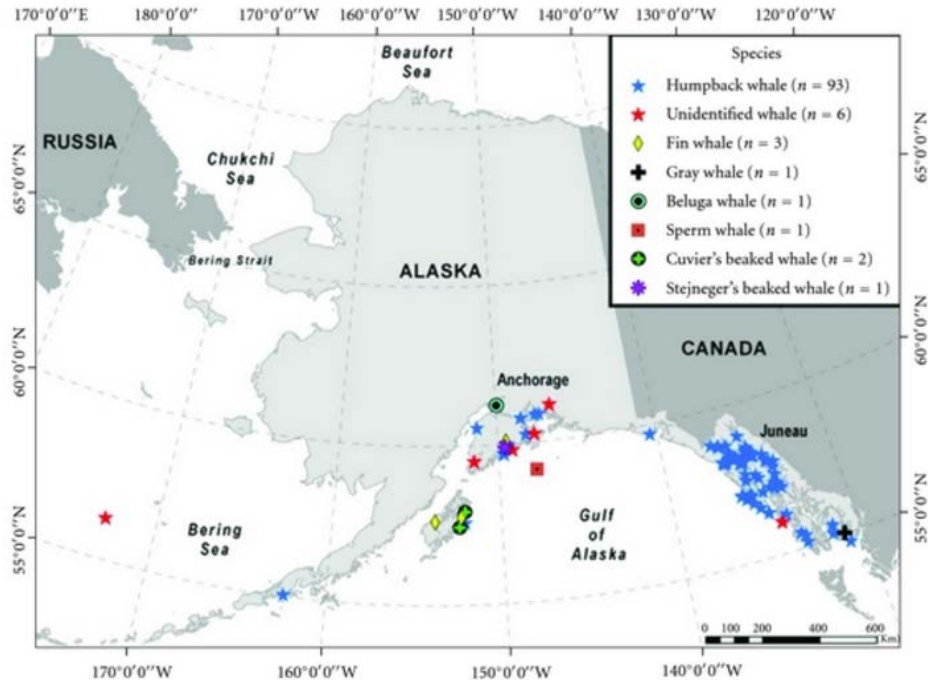 170°0'0''W 180°0'0'' 170°0'0''W 160°0'0''W 150°0'0''W 140°0'0''W 130°0'0''W 120°0'0''W
Beaufort
Sea
Species
Humpback whale (n = 93)
Unidentified whale (n = 6)
Fin whale (n = 3)
Gray whale (n = 1)
Beluga whale (n = 1)
Sperm whale (n = 1)
Cuvier's beaked whale (n = 2)
Stejneger's beaked whale (n = 1)
RUSSIA
Chukchi
Sea
65°0'0''N
65°0'0''N
Bering Strait
ALASKA
CANADA
60°0'0''N
60°0'0''N
Anchorage
Juneau
Bering
Sea
Gulf
of
Alaska
55°0'0''N
55°0'0''N
0 50 100 200 400 600
Km
170°0'0''W 160°0'0''W 150°0'0''W 140°0'0''W